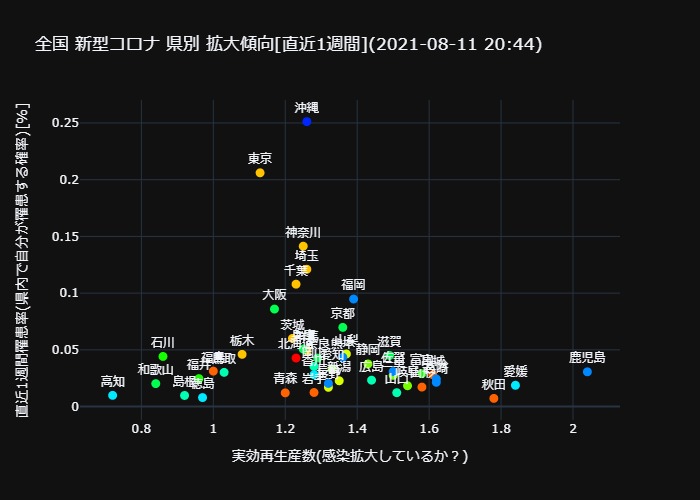 全国 新型コロナ 県別 拡大傾向[直近1週間](2021-08-11 20:44)
直近1週間罹患率(県内で自分が罹患する確率)[%]
0.25
0.2
0.15
0.1
0.05
0
沖縄
東京
神奈川
埼玉
千葉
福岡
大阪
京都
茨城
栃木
石川
静岡
滋賀
鹿児島
福井
和歌山
島根
徳島
高知
青森
岩手
広島
山口
秋田
愛媛
0.8
1
1.2
1.4
1.6
1.8
2
実効再生産数(感染拡大しているか？)